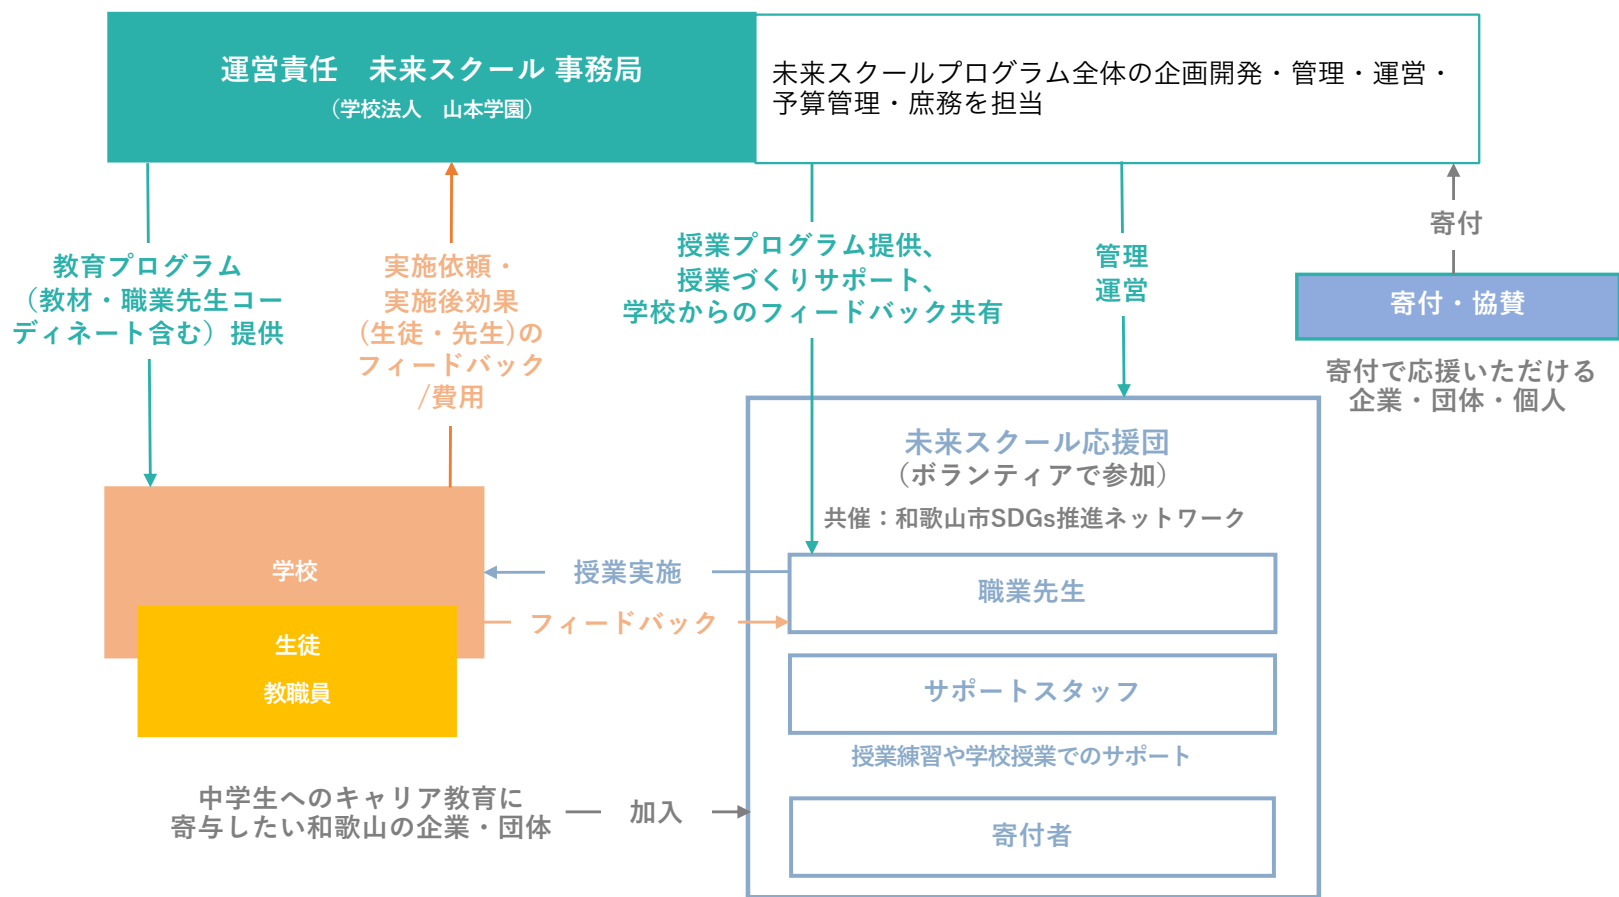 運営責任　未来スクール 事務局
（学校法人　山本学園）
未来スクールプログラム全体の企画開発・管理・運営・
予算管理・庶務を担当
教育プログラム
（教材・職業先生コー
ディネート含む）提供
実施依頼・
実施後効果
(生徒・先生)の
フィードバック
/費用
授業プログラム提供、
授業づくりサポート、
学校からのフィードバック共有
管理
運営
寄付
寄付・協賛
寄付で応援いただける
企業・団体・個人
未来スクール応援団
（ボランティアで参加）
共催：和歌山市SDGs推進ネットワーク
学校
生徒
教職員
授業実施
フィードバック
職業先生
サポートスタッフ
授業練習や学校授業でのサポート
寄付者
中学生へのキャリア教育に
寄与したい和歌山の企業・団体
加入